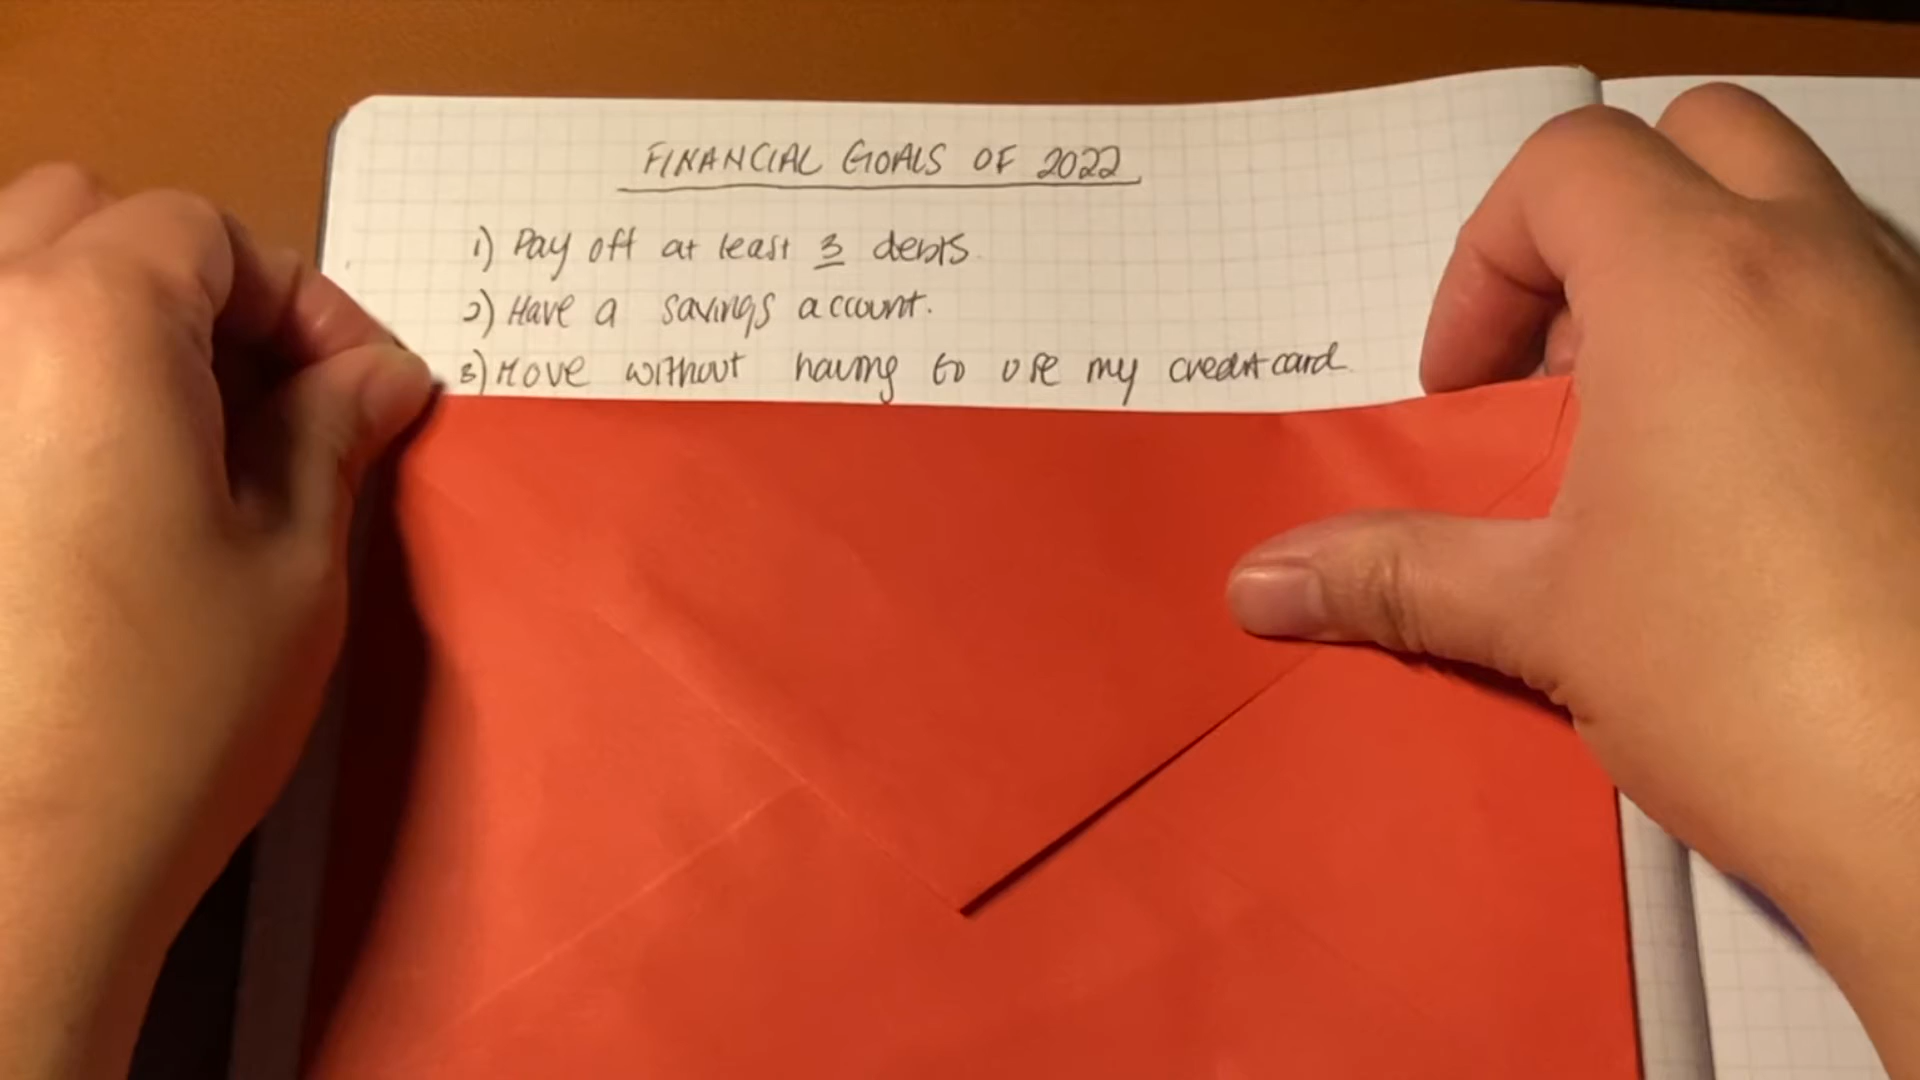 FINANCIAL GOALS OF 2022
1) Pay off at least 3 debts.
2) Have a savings account.
3) Move without having to use my credit card